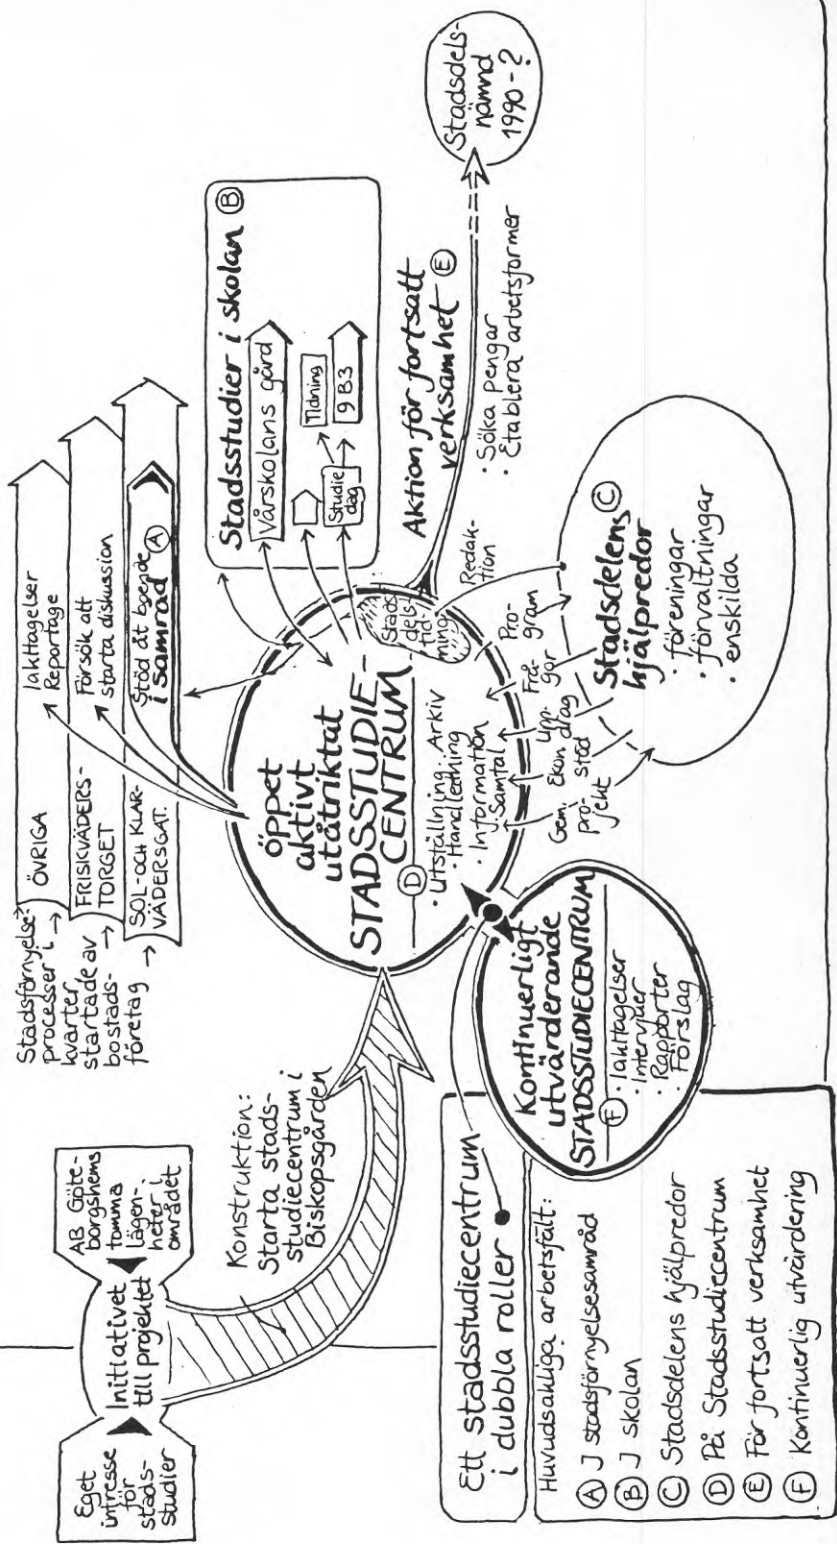 Eget
intresse
för
stads-
studier
Initiativet
till projektet
AB Göte-
borgshems
tomma
lägen-
heter i
området
Konstruktion:
Starta stads-
studiecentrum i
Biskopsgården
Stadsförnyelse-
processer i
kvarter
startade av
bostads-
företag
ÖVRIGA
Iakttagelser
Reportage
FRISKVÄDERS-
TORGET
Försök att
starta diskussion
SOL- OCH KLAR-
VÄDERSGAT.
Stöd åt boende
i samråd A
Stadsstudier i skolan B
Vårskolans gård
Studie
dag
Tidning
9 B3
öppet
aktivt
utåtriktat
STADSSTUDIE-
CENTRUM
D
· Utställning · Arkiv
· Handledning
· Information
· Samtal
Stads
dels-
tid-
ning
Aktion för fortsatt
verksamhet E
· Söka pengar
· Etablera arbetsformer
Stadsdels-
nämnd
1990-?
Redak-
tion
Pro-
gram
Frå-
gor
Upp-
drag
Ekon
stöd
Gem
pro-
jekt
Stadsdelens C
hjälpredor
· föreningar
· förvaltningar
· enskilda
Kontinuerligt
utvärderande
STADSSTUDIECENTRUM
F · Iakttagelser
· Intervjuer
· Rapporter
· Förslag
Ett stadsstudiecentrum
i dubbla roller
Huvudsakliga arbetsfält:
A I stadsförnyelsesamråd
B I skolan
C Stadsdelens hjälpredor
D På Stadsstudiecentrum
E För fortsatt verksamhet
F Kontinuerlig utvärdering